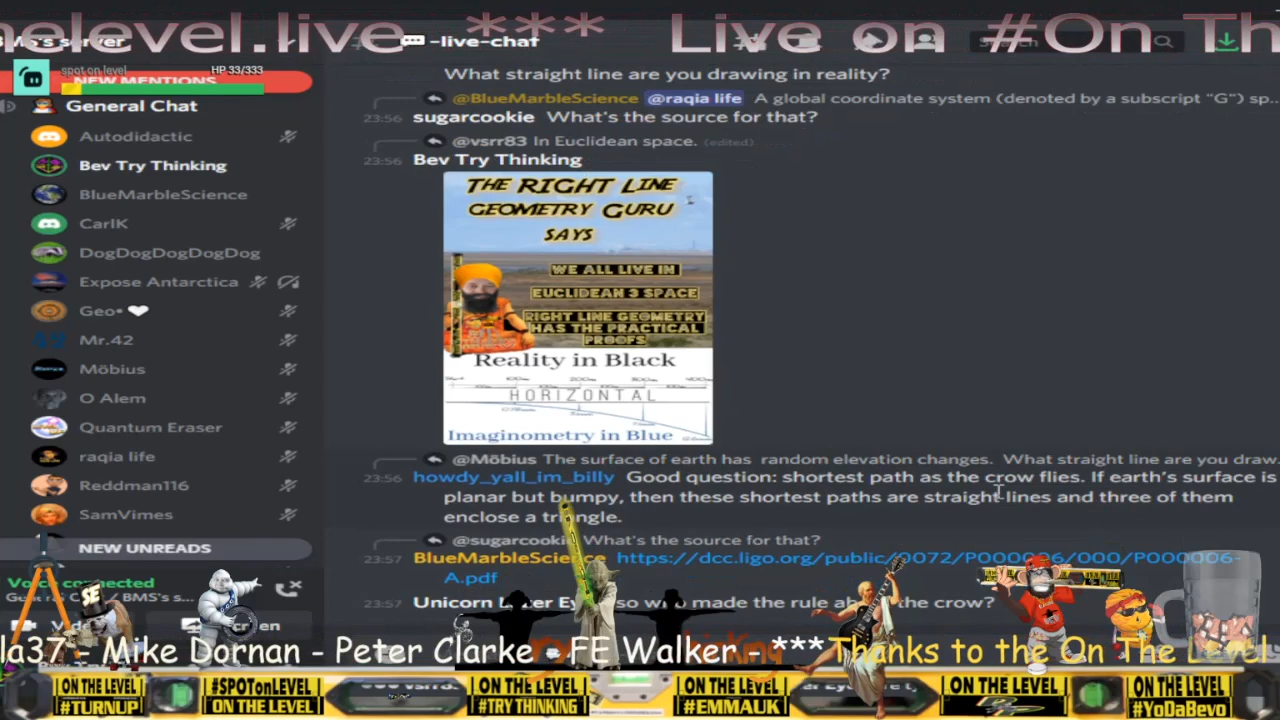 nelevel.live *** Live on #On Th
BMS's server
-live-chat
spot on level HP 33/333
NEW MENTIONS
General Chat
Autodidactic
Bev Try Thinking
BlueMarbleScience
CarlK
DogDogDogDogDog
Expose Antarctica
Geo•
Mr.42
Möbius
O Alem
Quantum Eraser
raqia life
Reddman116
SamVimes
NEW UNREADS
Voice connected
What straight line are you drawing in reality?
@BlueMarbleScience @raqia life A global coordinate system (denoted by a subscript “G”) sp...
23:56 sugarcookie What's the source for that?
@vsrr83 In Euclidean space. (edited)
23:56 Bev Try Thinking
THE RIGHT LINE
GEOMETRY GURU
SAYS
WE ALL LIVE IN
EUCLIDEAN 3 SPACE
RIGHT LINE GEOMETRY
HAS THE PRACTICAL
PROOFS
Reality in Black
HORIZONTAL
Imaginometry in Blue
@Möbius The surface of earth has random elevation changes. What straight line are you draw...
23:56 howdy_yall_im_billy Good question: shortest path as the crow flies. If earth's surface is
planar but bumpy, then these shortest paths are straight lines and three of them
enclose a triangle.
@sugarcookie What's the source for that?
23:57 BlueMarbleScience https://dcc.ligo.org/public/
A.pdf
23:57 Unicorn so who made the rule the crow?
la37 - Mike Dornan - Peter Clarke - FE Walker - ***Thanks to the On The Level
ON THE LEVEL
#TURNUP
#SPOTonLEVEL
ON THE LEVEL
ON THE LEVEL
#TRY THINKING
ON THE LEVEL
#EMMAUK
ON THE LEVEL
ON THE LEVEL
#YoDaBevo